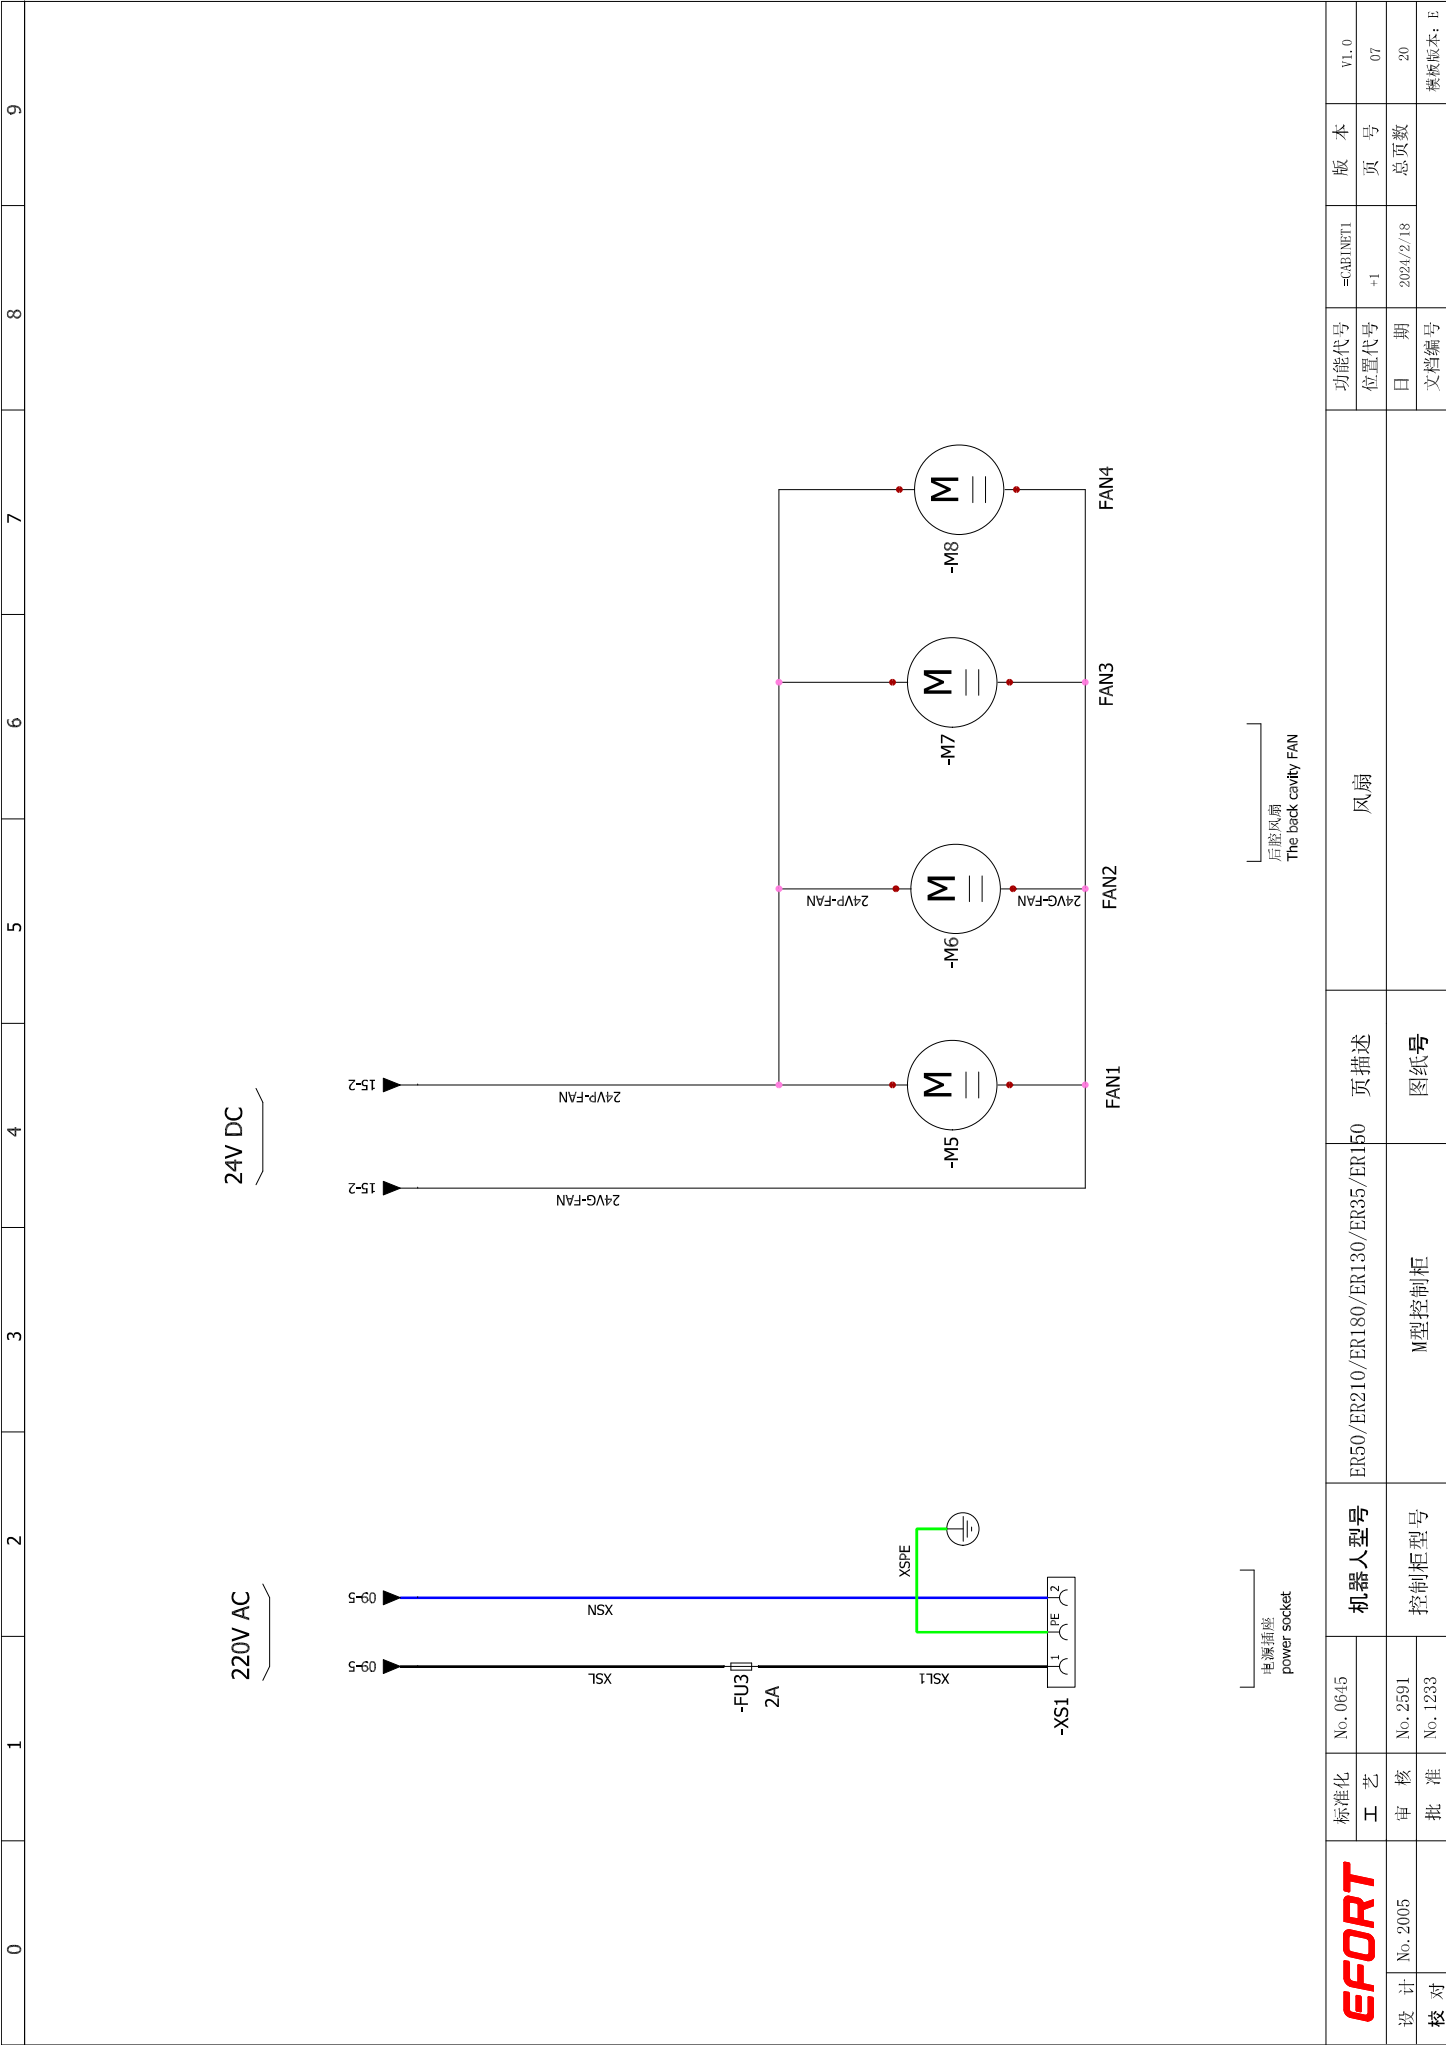 0 1 2 3 4 5 6 7 8 9
220V AC
24V DC
09-5
09-5
15-2
15-2
XSL
XSN
24VG-FAN
24VP-FAN
-FU3
2A
XSL1
XSPE
-XS1
1
PE
2
24VP-FAN
24VG-FAN
-M5
M
-M6
M
-M7
M
-M8
M
FAN1
FAN2
FAN3
FAN4
电源插座
power socket
后腔风扇
The back cavity FAN
EFORT
设 计 No.2005
校 对
标准化 No.0645
工 艺
审 核 No.2591
批 准 No.1233
机器人型号 ER50/ER210/ER180/ER130/ER35/ER150
控制柜型号 M型控制柜
页描述 风扇
图纸号
功能代号 =CABINET1
位置代号 +1
日 期 2024/2/18
文档编号
版 本 V1.0
页 号 07
总页数 20
模板版本: E